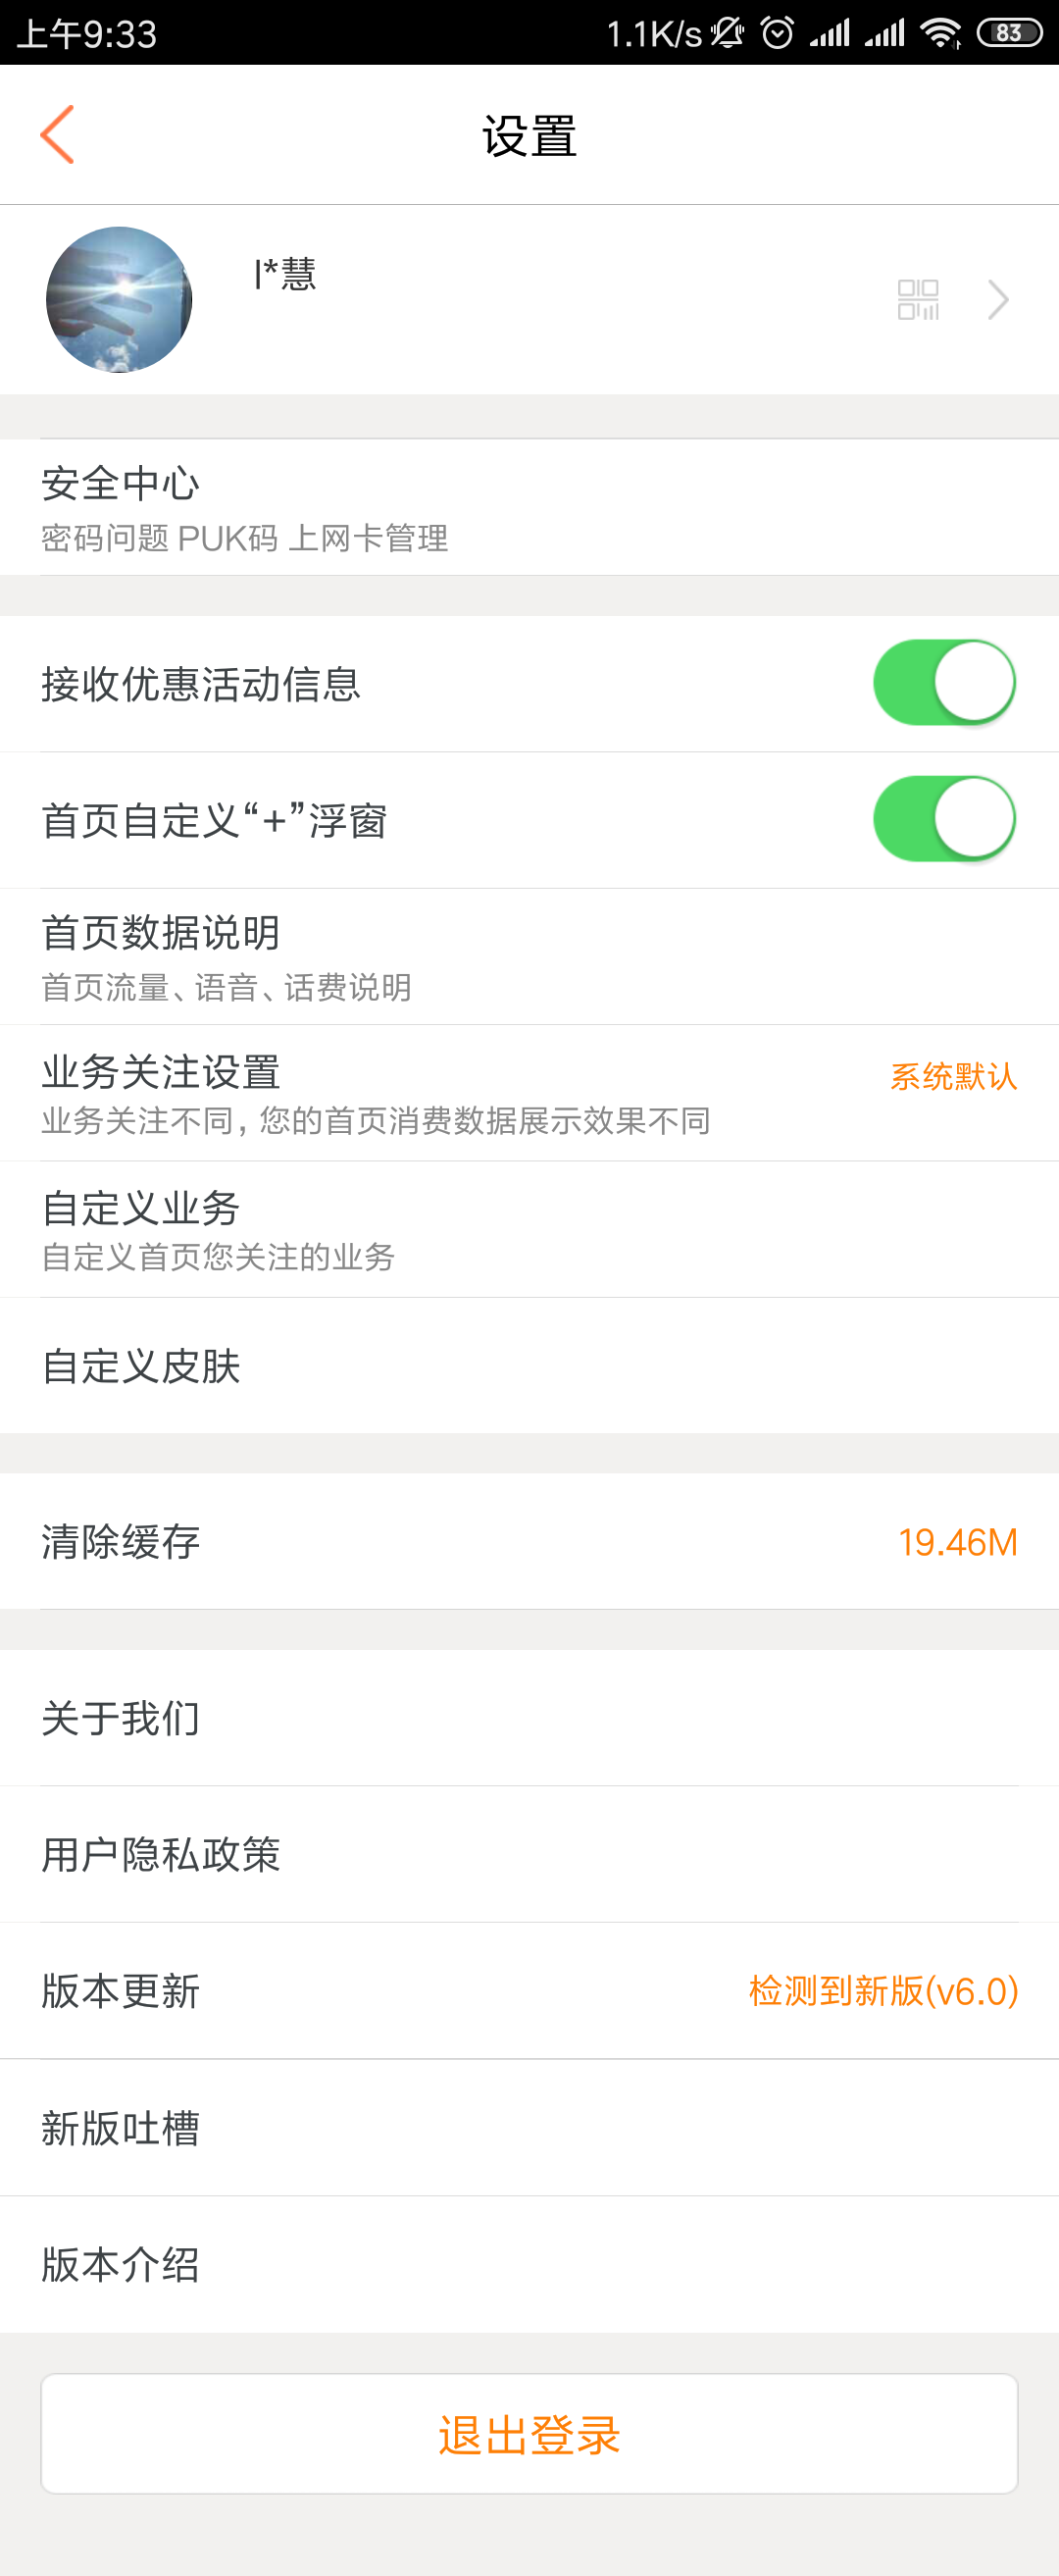 上午9:33 1.1K/s 83
设置
l*慧
安全中心
密码问题 PUK码 上网卡管理
接收优惠活动信息
首页自定义“+”浮窗
首页数据说明
首页流量、语音、话费说明
业务关注设置 系统默认
业务关注不同，您的首页消费数据展示效果不同
自定义业务
自定义首页您关注的业务
自定义皮肤
清除缓存 19.46M
关于我们
用户隐私政策
版本更新 检测到新版(v6.0)
新版吐槽
版本介绍
退出登录